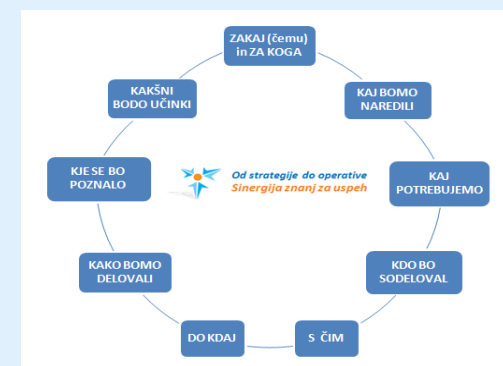 ZAKAJ (čemu)
in ZA KOGA
KAJ BOMO
NAREDILI
KAJ
POTREBUJEMO
KDO BO
SODELOVAL
S ČIM
DO KDAJ
KAKO BOMO
DELOVALI
KJE SE BO
POZNALO
KAKŠNI
BODO UČINKI
Od strategije do operative
Sinergija znanj za uspeh